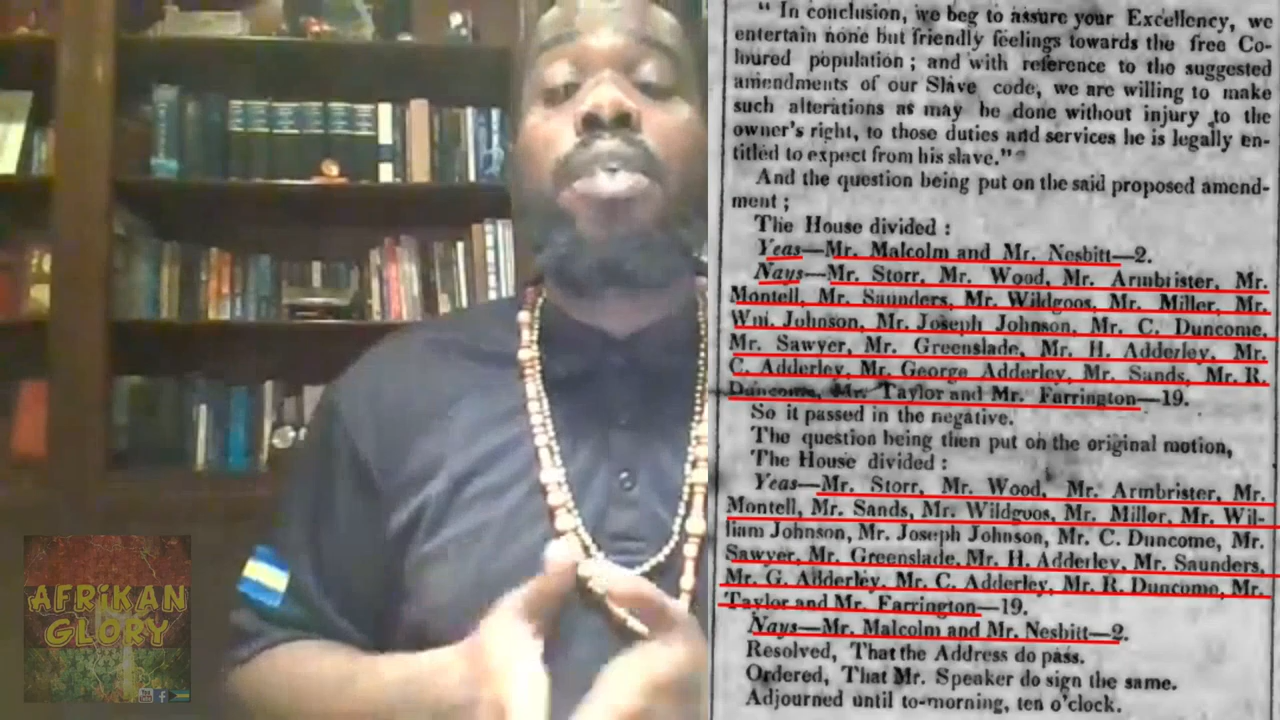 " In conclusion, we beg to assure your Excellency, we
entertain none but friendly feelings towards the free Co-
loured population ; and with reference to the suggested
amendments of our Slave code, we are willing to make
such alterations as may be done without injury to the
owner's right, to those duties and services he is legally en-
titled to expect from his slave."
And the question being put on the said proposed amend-
ment ;
The House divided :
Yeas—Mr. Malcolm and Mr. Nesbitt—2.
Nays—Mr. Storr, Mr. Wood, Mr. Armbrister, Mr.
Montell, Mr. Saunders, Mr. Wildgoos, Mr. Miller, Mr.
Wm. Johnson, Mr. Joseph Johnson, Mr. C. Duncome,
Mr. Sawyer, Mr. Greenslade, Mr. H. Adderley, Mr.
C. Adderley, Mr. George Adderley, Mr. Sands, Mr. R.
Duncome, Mr. Taylor and Mr. Farrington—19.
So it passed in the negative.
The question being then put on the original motion,
The House divided :
Yeas—Mr. Storr, Mr. Wood, Mr. Armbrister, Mr.
Montell, Mr. Sands, Mr. Wildgoos, Mr. Miller, Mr. Wil-
liam Johnson, Mr. Joseph Johnson, Mr. C. Duncome, Mr.
Sawyer, Mr. Greenslade, Mr. H. Adderley, Mr. Saunders,
Mr. G. Adderley, Mr. C. Adderley, Mr. R. Duncome, Mr.
Taylor and Mr. Farrington—19.
Nays—Mr. Malcolm and Mr. Nesbitt—2.
Resolved, That the Address do pass.
Ordered, That Mr. Speaker do sign the same.
Adjourned until to-morning, ten o'clock.
AFRiKAN
GLORY